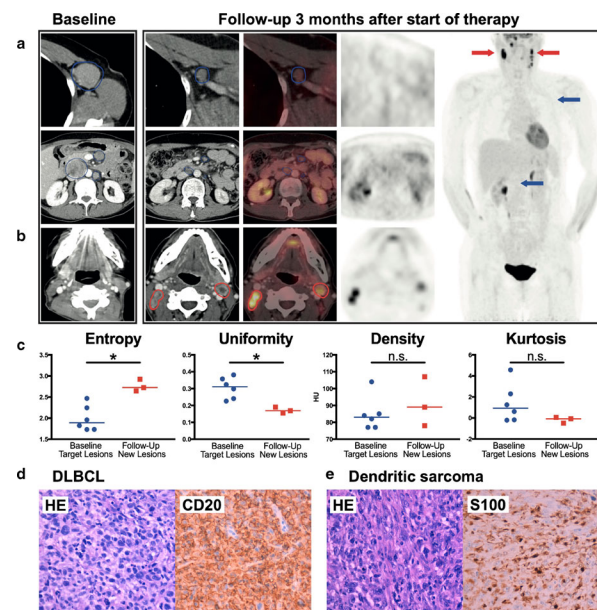 Baseline
Follow-up 3 months after start of therapy
a
b
c
Entropy
*
3.5
3.0
2.5
2.0
1.5
Baseline
Target Lesions
Follow-Up
New Lesions
Uniformity
*
0.5
0.4
0.3
0.2
0.1
0.0
Baseline
Target Lesions
Follow-Up
New Lesions
Density
n.s.
HU
120
110
100
90
80
70
Baseline
Target Lesions
Follow-Up
New Lesions
Kurtosis
n.s.
6
4
2
0
-2
Baseline
Target Lesions
Follow-Up
New Lesions
d DLBCL
HE
CD20
e Dendritic sarcoma
HE
S100